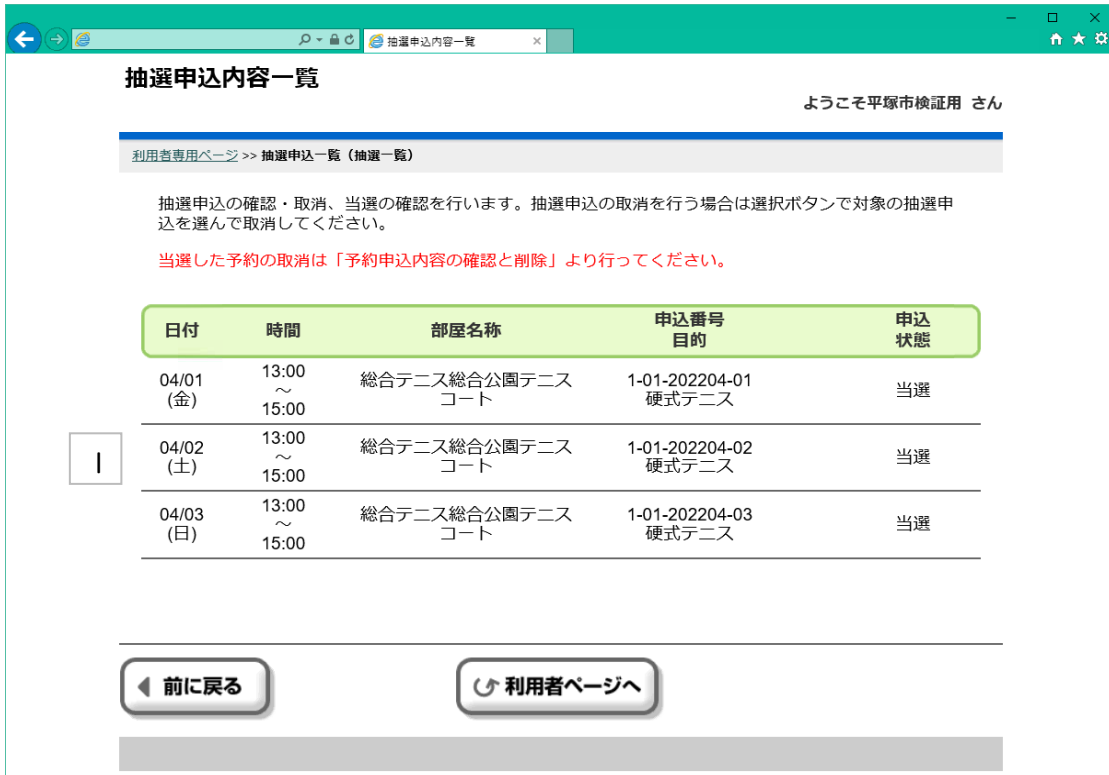 抽選申込内容一覧
抽選申込内容一覧
ようこそ平塚市検証用 さん
利用者専用ページ >> 抽選申込一覧（抽選一覧）
抽選申込の確認・取消、当選の確認を行います。抽選申込の取消を行う場合は選択ボタンで対象の抽選申
込を選んで取消してください。
当選した予約の取消は「予約申込内容の確認と削除」より行ってください。
日付 時間 部屋名称 申込番号 目的 申込 状態
04/01 (金) 13:00 ～ 15:00 総合テニス総合公園テニス コート 1-01-202204-01 硬式テニス 当選
04/02 (土) 13:00 ～ 15:00 総合テニス総合公園テニス コート 1-01-202204-02 硬式テニス 当選
I
04/03 (日) 13:00 ～ 15:00 総合テニス総合公園テニス コート 1-01-202204-03 硬式テニス 当選
前に戻る 利用者ページへ